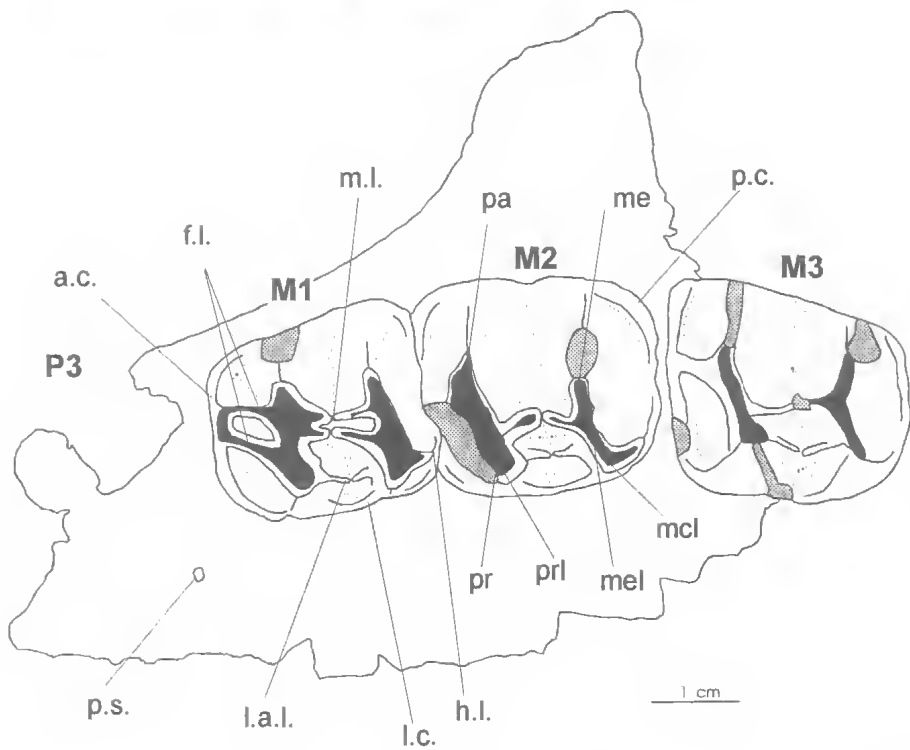 m.l.
pa
me
p.c.
f.l.
M2
a.c.
M1
M3
P3
pr
prl
mel
mcl
p.s.
l.a.l.
l.c.
h.l.
1 cm